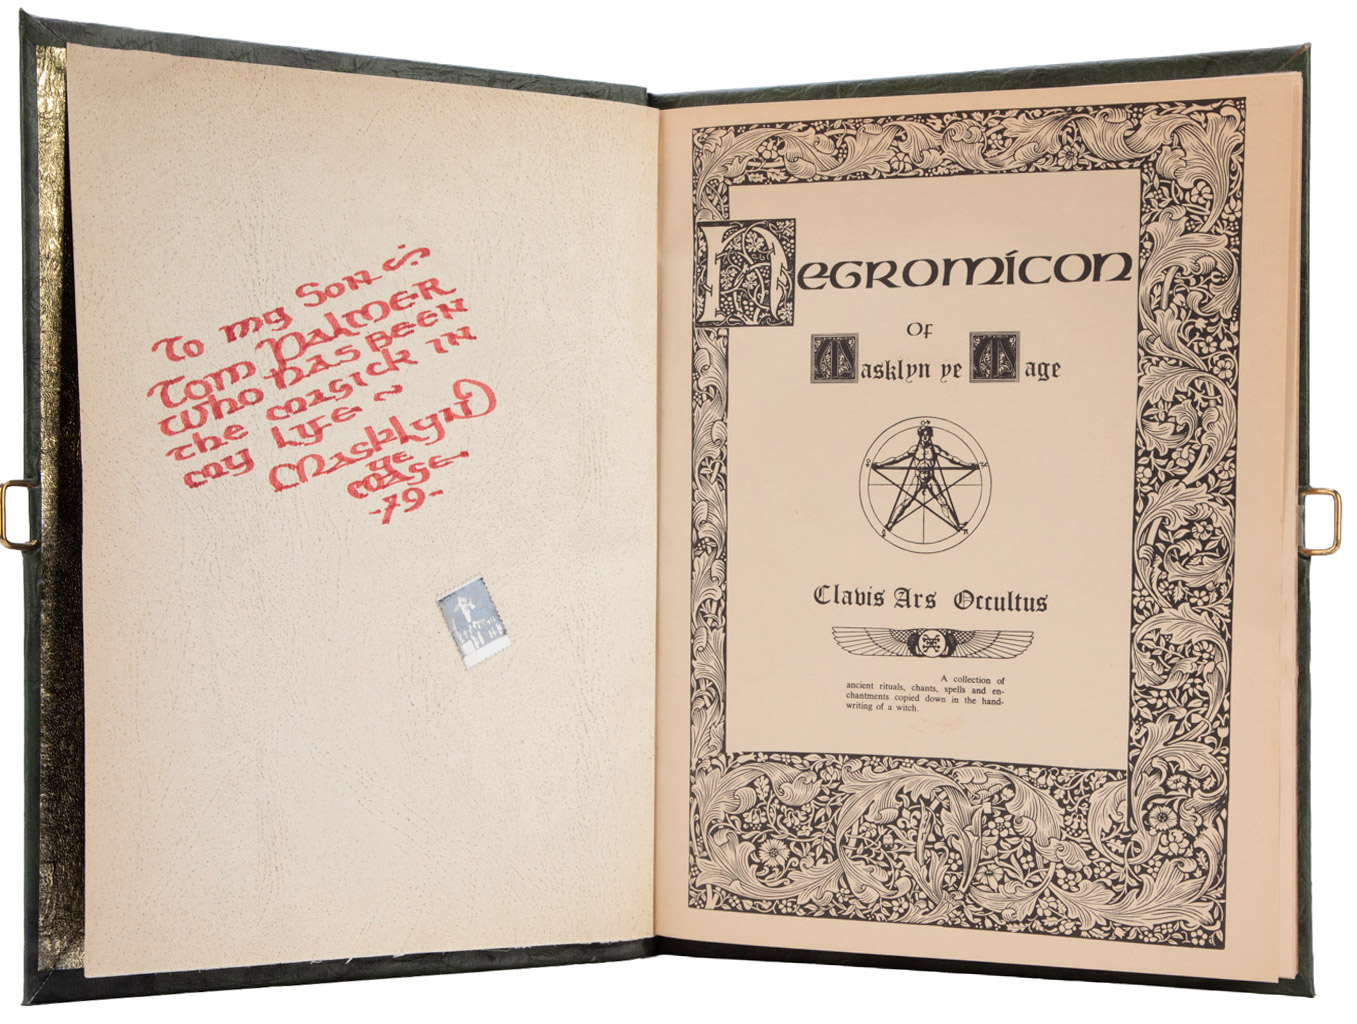 To my Son
Tom Palmer
who has been
the magick in
my life ~
Masklyn
ye
Mage
-79-
Negromicon
Of
Masklyn ye Mage
Clavis Ars Occultus
A collection of
ancient rituals, chants, spells and en-
chantments copied down in the hand-
writing of a witch.